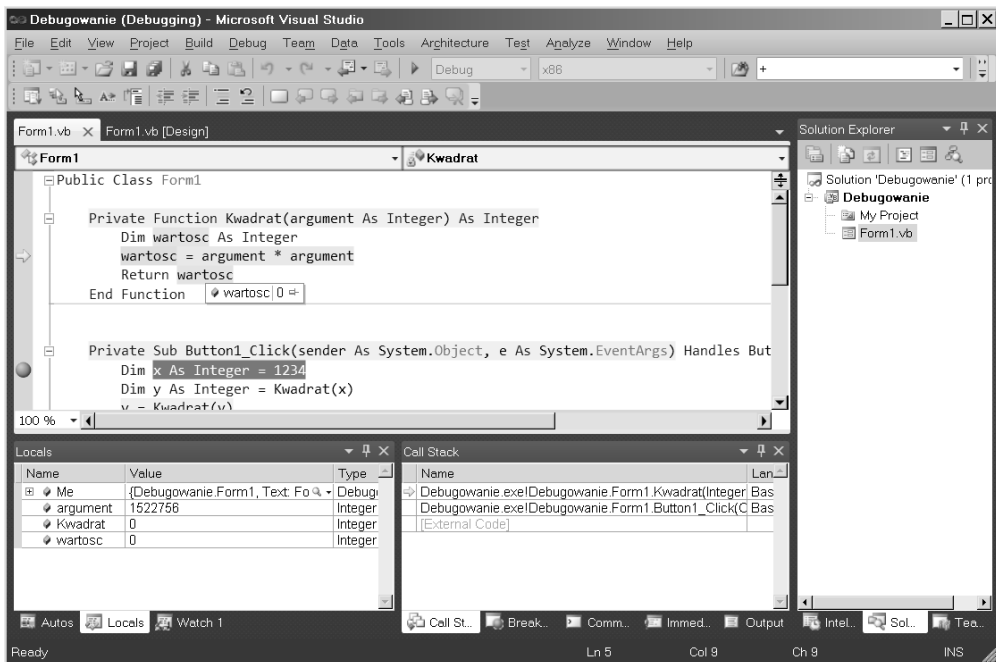 Debugowanie (Debugging) - Microsoft Visual Studio
File Edit View Project Build Debug Team Data Tools Architecture Test Analyze Window Help
Debug x86 +
Form1.vb Form1.vb [Design]
Form1 Kwadrat
Public Class Form1
Private Function Kwadrat(argument As Integer) As Integer
Dim wartosc As Integer
wartosc = argument * argument
Return wartosc
End Function
wartosc 0
Private Sub Button1_Click(sender As System.Object, e As System.EventArgs) Handles But
Dim x As Integer = 1234
Dim y As Integer = Kwadrat(x)
y = Kwadrat(y)
100 %
Solution Explorer
Solution 'Debugowanie' (1 pro
Debugowanie
My Project
Form1.vb
Locals
Name Value Type
Me {Debugowanie.Form1, Text: Fo Debugo
argument 1522756 Integer
Kwadrat 0 Integer
wartosc 0 Integer
Call Stack
Name Lan
Debugowanie.exe!Debugowanie.Form1.Kwadrat(Integer Bas
Debugowanie.exe!Debugowanie.Form1.Button1_Click(O Bas
[External Code]
Autos Locals Watch 1
Call St... Break... Comm... Immed... Output
Intel... Sol... Tea...
Ready Ln 5 Col 9 Ch 9 INS